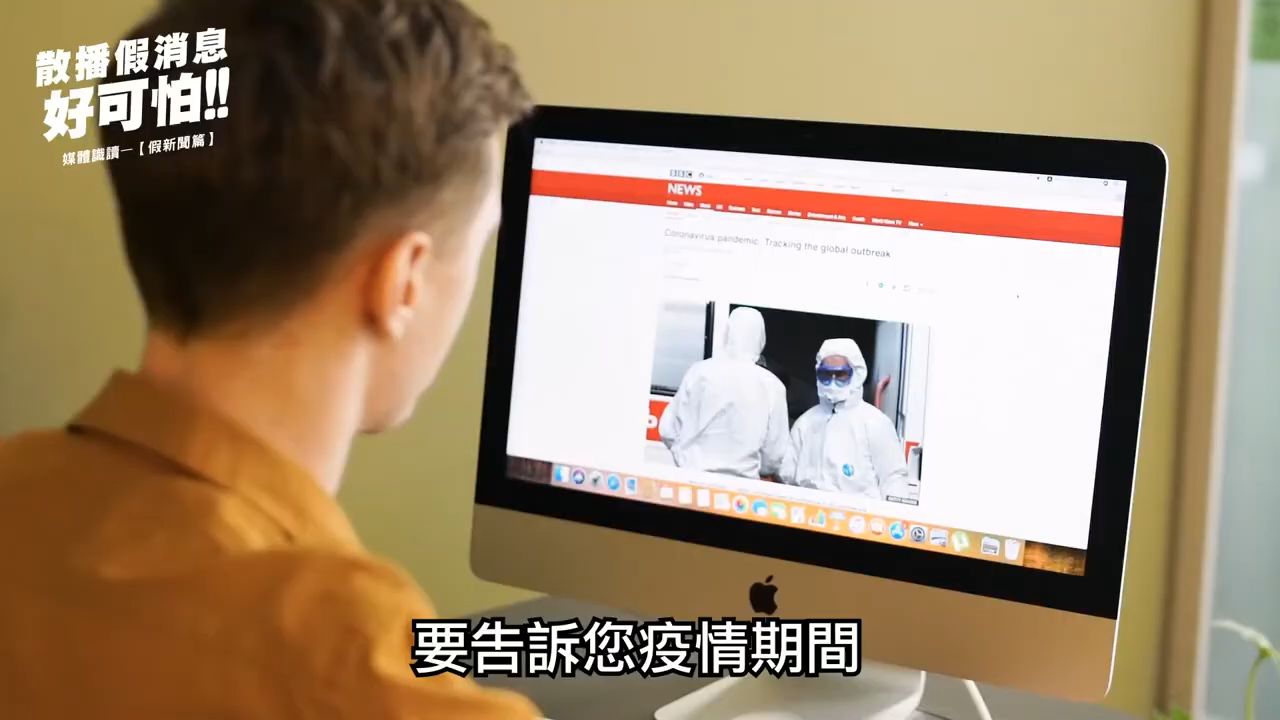 散播假消息
好可怕!!
媒體識讀—【假新聞篇】
BBC
NEWS
Coronavirus pandemic: Tracking the global outbreak
要告訴您疫情期間